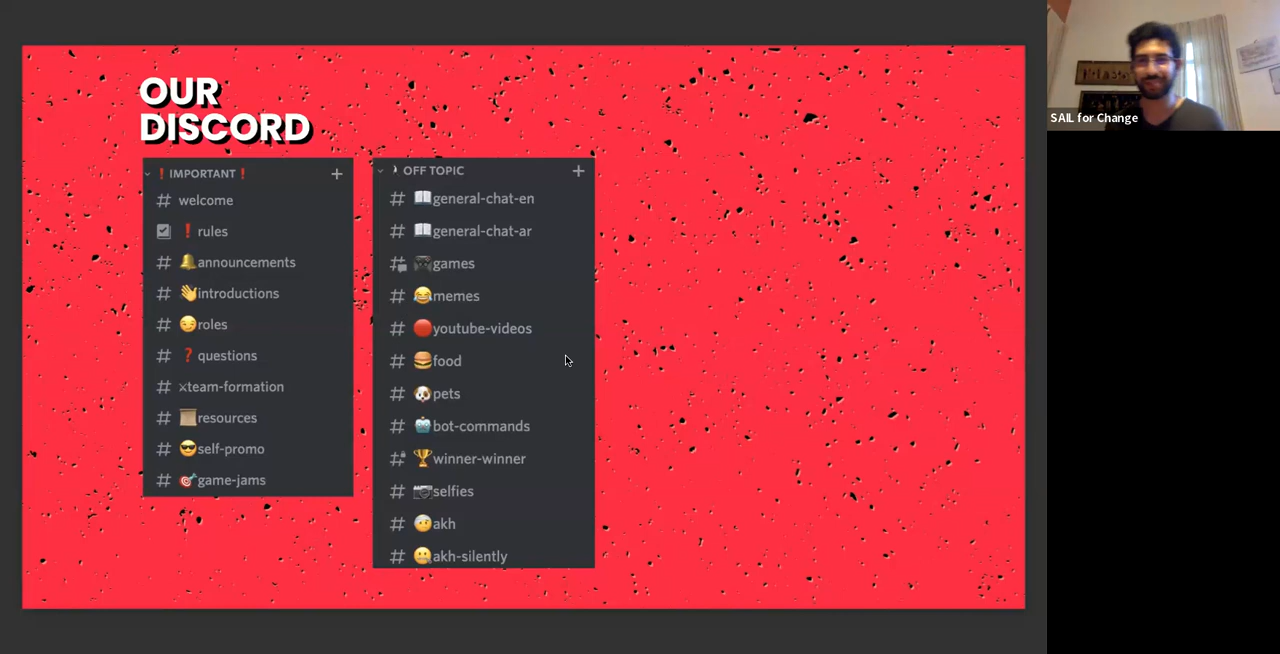 OUR
DISCORD
❗ IMPORTANT ❗
welcome
❗ rules
🔔announcements
👋introductions
😏roles
❓questions
⚔team-formation
📜resources
😎self-promo
🎯game-jams
OFF TOPIC
📖general-chat-en
📖general-chat-ar
🎮games
😂memes
🔴youtube-videos
🍔food
🐶pets
🤖bot-commands
🏆winner-winner
📷selfies
🤕akh
🤐akh-silently
SAIL for Change